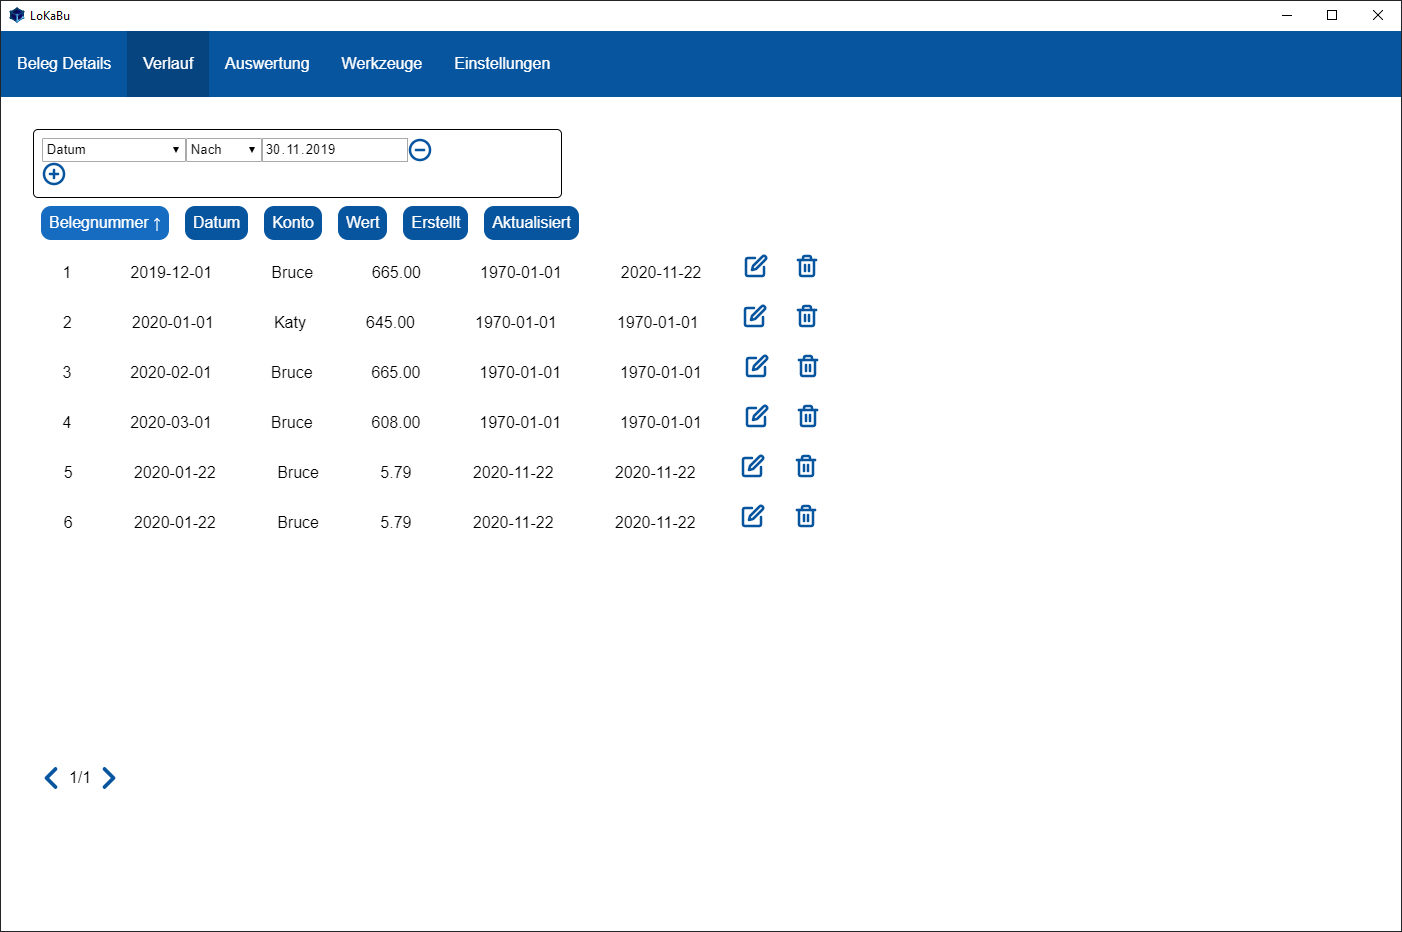 LoKaBu
Beleg Details Verlauf Auswertung Werkzeuge Einstellungen
Datum Nach 30.11.2019
Belegnummer ↑ Datum Konto Wert Erstellt Aktualisiert
1 2019-12-01 Bruce 665.00 1970-01-01 2020-11-22
2 2020-01-01 Katy 645.00 1970-01-01 1970-01-01
3 2020-02-01 Bruce 665.00 1970-01-01 1970-01-01
4 2020-03-01 Bruce 608.00 1970-01-01 1970-01-01
5 2020-01-22 Bruce 5.79 2020-11-22 2020-11-22
6 2020-01-22 Bruce 5.79 2020-11-22 2020-11-22
1/1